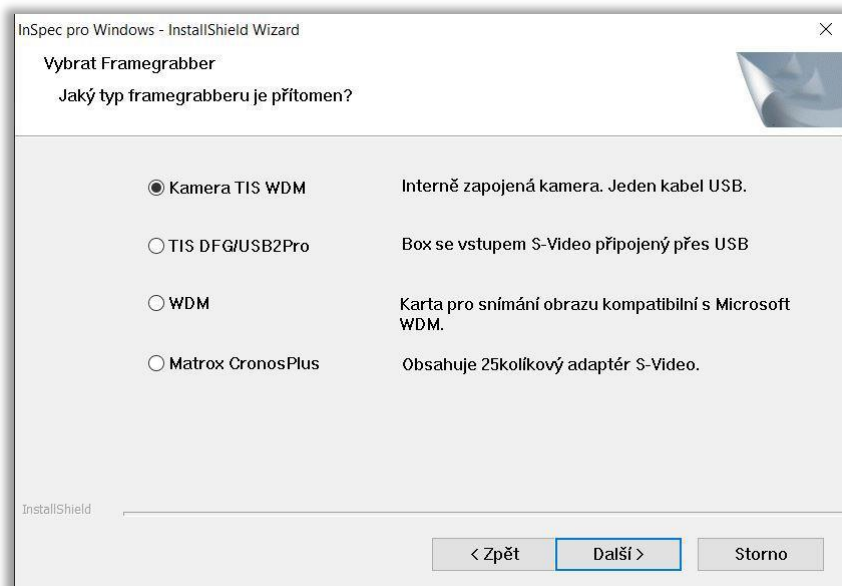 InSpec pro Windows - InstallShield Wizard
Vybrat Framegrabber
Jaký typ framegrabberu je přítomen?
Kamera TIS WDM
Interně zapojená kamera. Jeden kabel USB.
TIS DFG/USB2Pro
Box se vstupem S-Video připojený přes USB
WDM
Karta pro snímání obrazu kompatibilní s Microsoft
WDM.
Matrox CronosPlus
Obsahuje 25kolíkový adaptér S-Video.
InstallShield
< Zpět
Další >
Storno